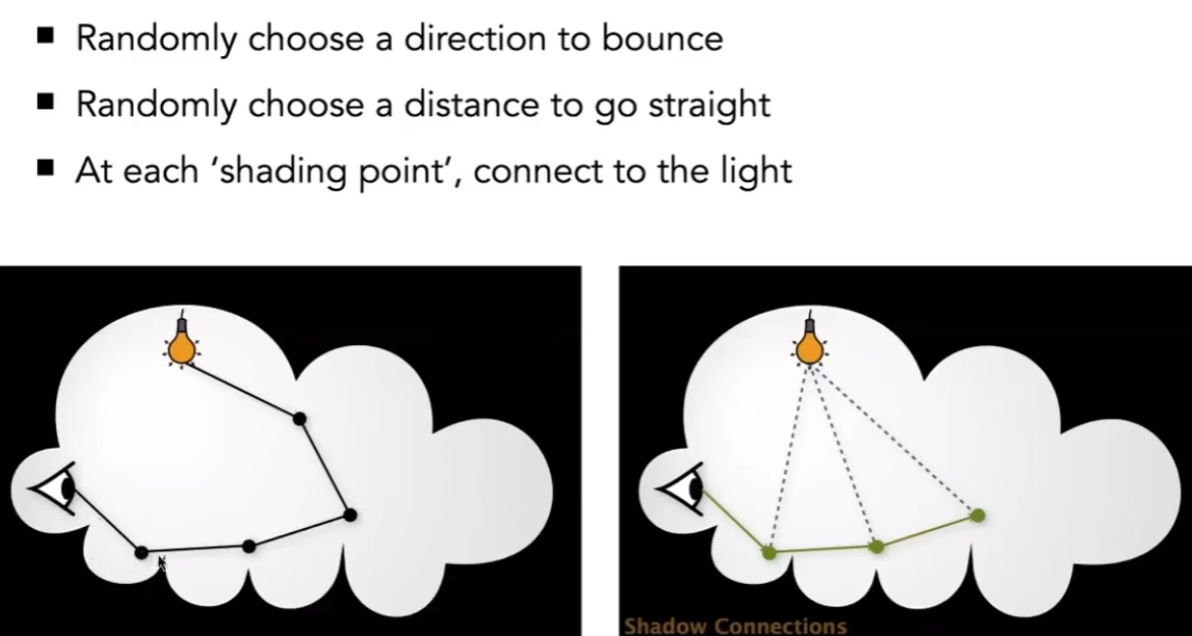 Randomly choose a direction to bounce
Randomly choose a distance to go straight
At each ‘shading point’, connect to the light
Shadow Connections